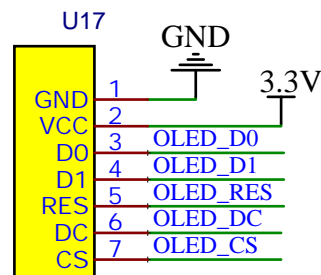 U17
GND
3.3V
GND 1
VCC 2
D0 3 OLED_D0
D1 4 OLED_D1
RES 5 OLED_RES
DC 6 OLED_DC
CS 7 OLED_CS